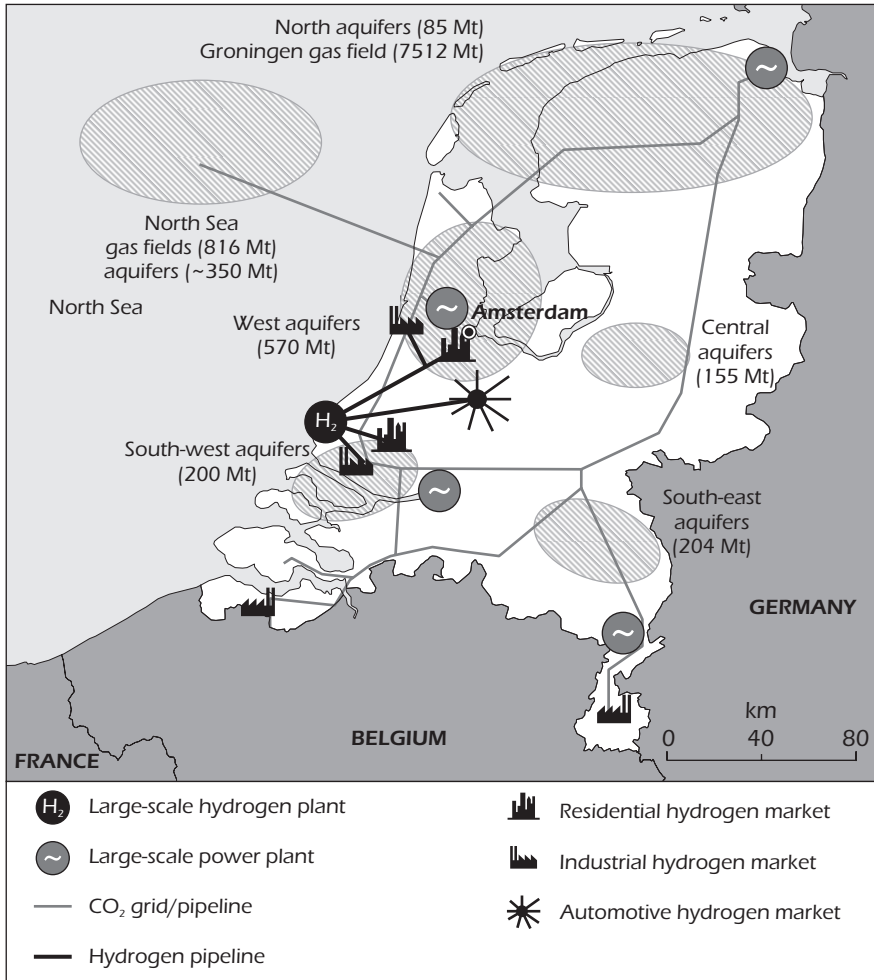 North aquifers (85 Mt)
Groningen gas field (7512 Mt)
North Sea
gas fields (816 Mt)
aquifers (~350 Mt)
North Sea
West aquifers
(570 Mt)
Amsterdam
Central
aquifers
(155 Mt)
H₂
South-west aquifers
(200 Mt)
South-east
aquifers
(204 Mt)
GERMANY
BELGIUM
FRANCE
km
0 40 80
H₂ Large-scale hydrogen plant
Large-scale power plant
CO₂ grid/pipeline
Hydrogen pipeline
Residential hydrogen market
Industrial hydrogen market
Automotive hydrogen market